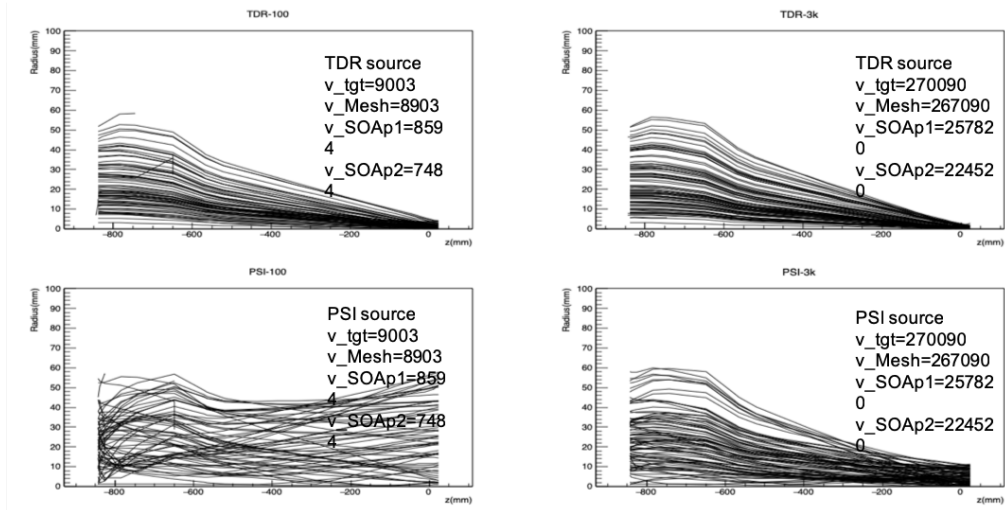 TDR-100
Radius(mm)
100
90
80
70
60
50
40
30
20
10
0
TDR source
v_tgt=9003
v_Mesh=8903
v_SOAp1=859
4
v_SOAp2=748
4
−800
−600
−400
−200
0
z(mm)
TDR-3k
Radius(mm)
100
90
80
70
60
50
40
30
20
10
0
TDR source
v_tgt=270090
v_Mesh=267090
v_SOAp1=25782
0
v_SOAp2=22452
0
−800
−600
−400
−200
0
z(mm)
PSI-100
Radius(mm)
100
90
80
70
60
50
40
30
20
10
0
PSI source
v_tgt=9003
v_Mesh=8903
v_SOAp1=859
4
v_SOAp2=748
4
−800
−600
−400
−200
0
z(mm)
PSI-3k
Radius(mm)
100
90
80
70
60
50
40
30
20
10
0
PSI source
v_tgt=270090
v_Mesh=267090
v_SOAp1=25782
0
v_SOAp2=22452
0
−800
−600
−400
−200
0
z(mm)